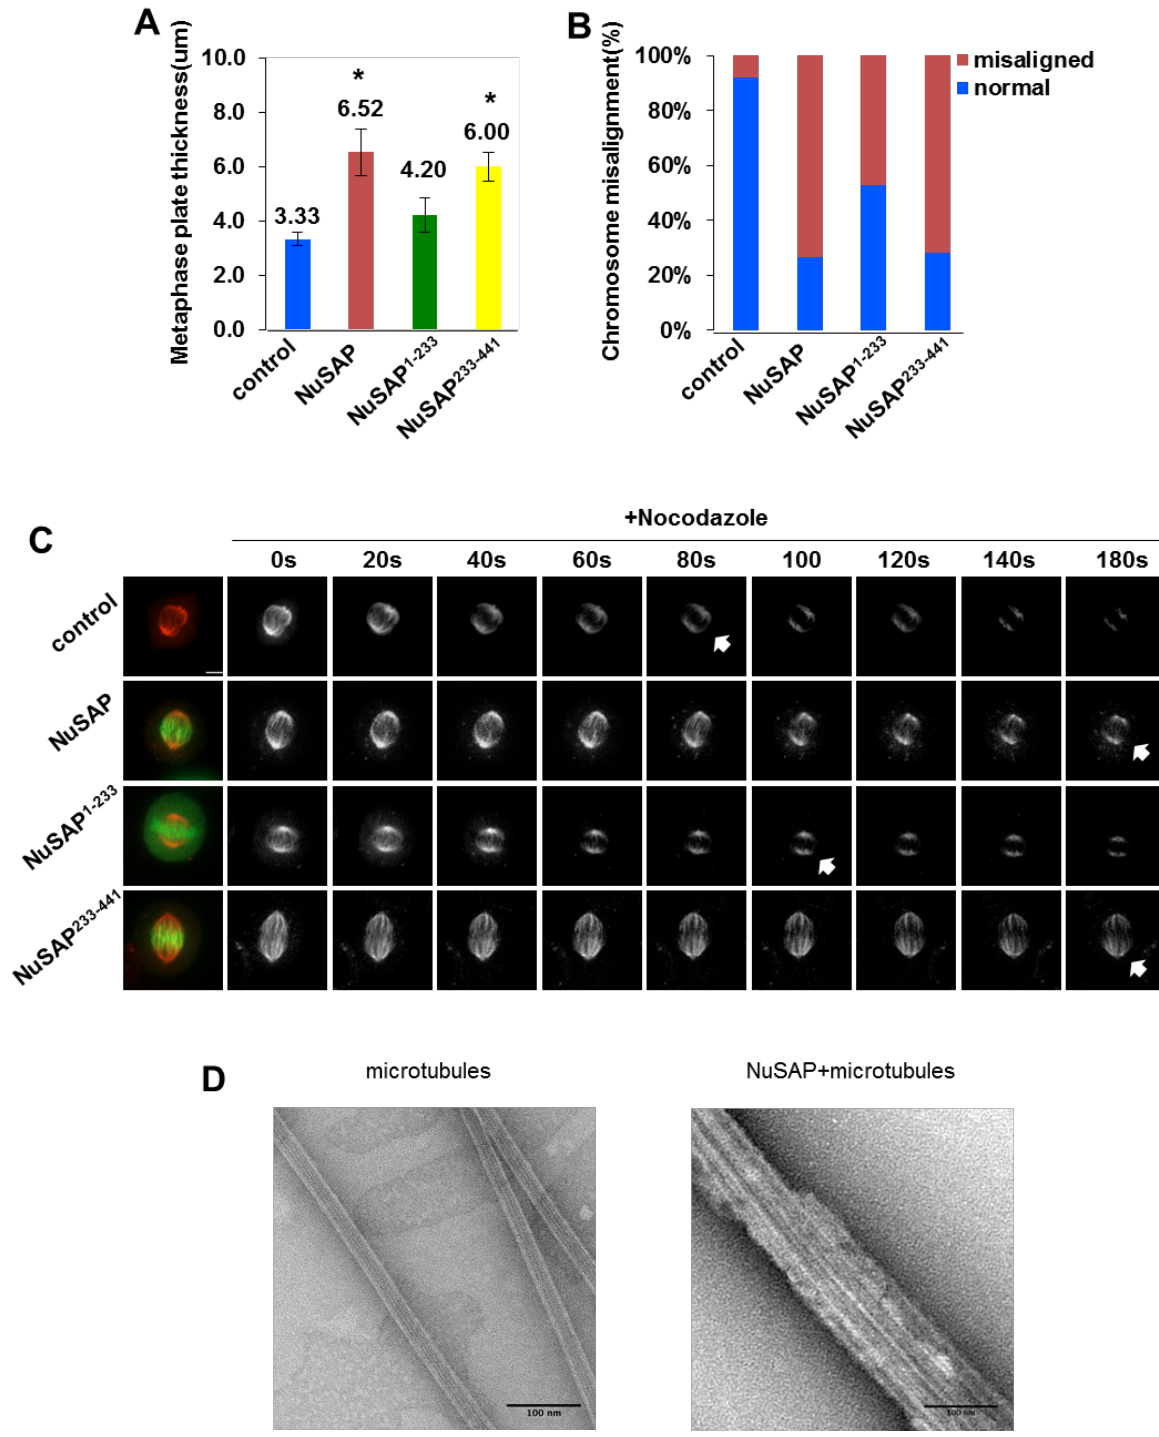 A
Metaphase plate thickness(um)
10.0
8.0
6.0
4.0
2.0
0.0
3.33
*
6.52
4.20
*
6.00
control
NuSAP
NuSAP¹⁻²³³
NuSAP²³³⁻⁴⁴¹
B
Chromosome misalignment(%)
100%
80%
60%
40%
20%
0%
misaligned
normal
control
NuSAP
NuSAP¹⁻²³³
NuSAP²³³⁻⁴⁴¹
C
+Nocodazole
0s 20s 40s 60s 80s 100 120s 140s 180s
control
NuSAP
NuSAP¹⁻²³³
NuSAP²³³⁻⁴⁴¹
D
microtubules
NuSAP+microtubules
100 nm
100 nm